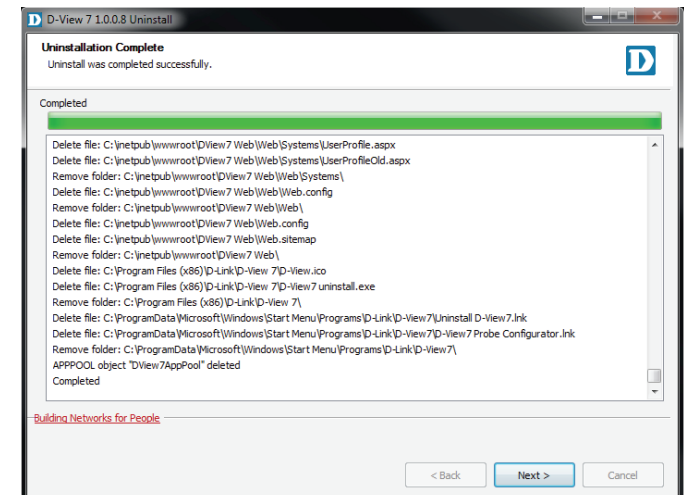 D D-View 7 1.0.0.8 Uninstall
Uninstallation Complete
Uninstall was completed successfully.
D
Completed
Delete file: C:\inetpub\wwwroot\DView7 Web\Web\Systems\UserProfile.aspx
Delete file: C:\inetpub\wwwroot\DView7 Web\Web\Systems\UserProfileOld.aspx
Remove folder: C:\inetpub\wwwroot\DView7 Web\Web\Systems\
Delete file: C:\inetpub\wwwroot\DView7 Web\Web\Web.config
Remove folder: C:\inetpub\wwwroot\DView7 Web\Web\
Delete file: C:\inetpub\wwwroot\DView7 Web\Web.config
Delete file: C:\inetpub\wwwroot\DView7 Web\Web.sitemap
Remove folder: C:\inetpub\wwwroot\DView7 Web\
Delete file: C:\Program Files (x86)\D-Link\D-View 7\D-View.ico
Delete file: C:\Program Files (x86)\D-Link\D-View 7\D-View7 uninstall.exe
Remove folder: C:\Program Files (x86)\D-Link\D-View 7\
Delete file: C:\ProgramData\Microsoft\Windows\Start Menu\Programs\D-Link\D-View7\Uninstall D-View7.lnk
Delete file: C:\ProgramData\Microsoft\Windows\Start Menu\Programs\D-Link\D-View7\D-View7 Probe Configurator.lnk
Remove folder: C:\ProgramData\Microsoft\Windows\Start Menu\Programs\D-Link\D-View7\
APPPOOL object "DView7AppPool" deleted
Completed
Building Networks for People
< Back Next > Cancel